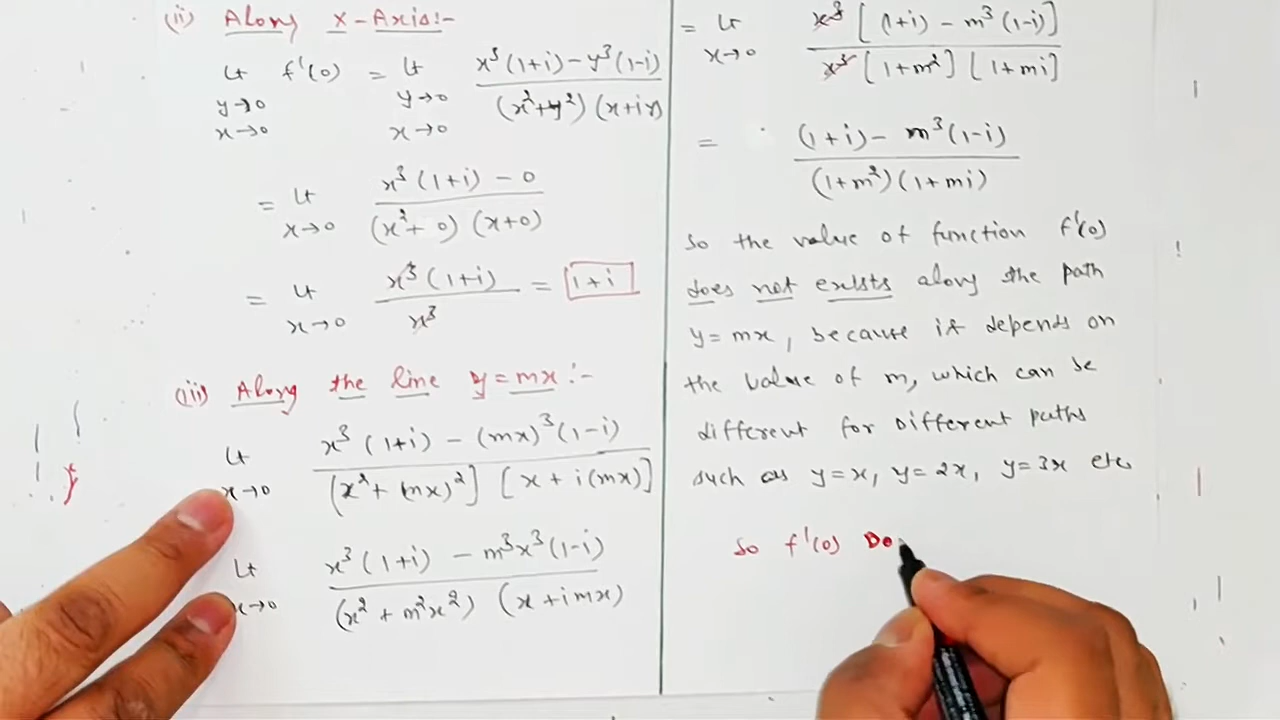 (ii) Along X-Axis:-
Lt f'(0) = Lt x³(1+i)-y³(1-i)
y→0 y→0 (x²+y²)(x+iy)
x→0 x→0
= Lt x³(1+i) - 0
x→0 (x²+0) (x+0)
= Lt x³(1+i) = 1+i
x→0 x³
(iii) Along the line y=mx:-
Lt x³(1+i) - (mx)³(1-i)
x→0 (x²+(mx)²] [x+i(mx)]
Lt x³(1+i) - m³x³(1-i)
x→0 (x²+m²x²) (x+imx)
= Lt x³[(1+i) - m³(1-i)]
x→0 x³[1+m²] [1+mi]
= (1+i) - m³(1-i)
(1+m²)(1+mi)
So the value of function f'(0)
does not exists along the path
y=mx, because it depends on
the value of m, which can be
different for Different paths
such as y=x, y=2x, y=3x etc
So f'(0) Do